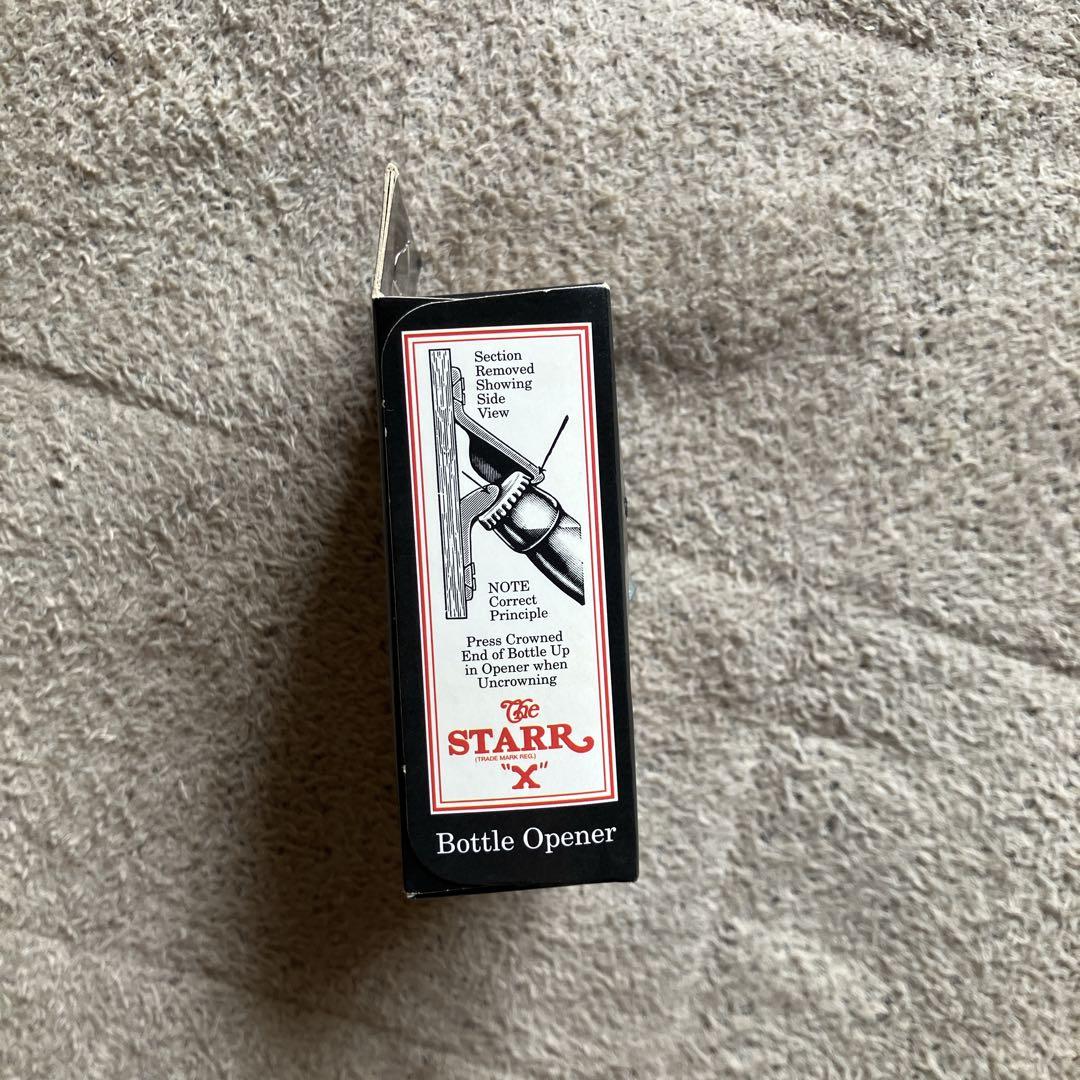 Section
Removed
Showing
Side
View
NOTE
Correct
Principle
Press Crowned
End of Bottle Up
in Opener when
Uncrowning
The
STARR
(TRADE MARK REG.)
"X"
Bottle Opener